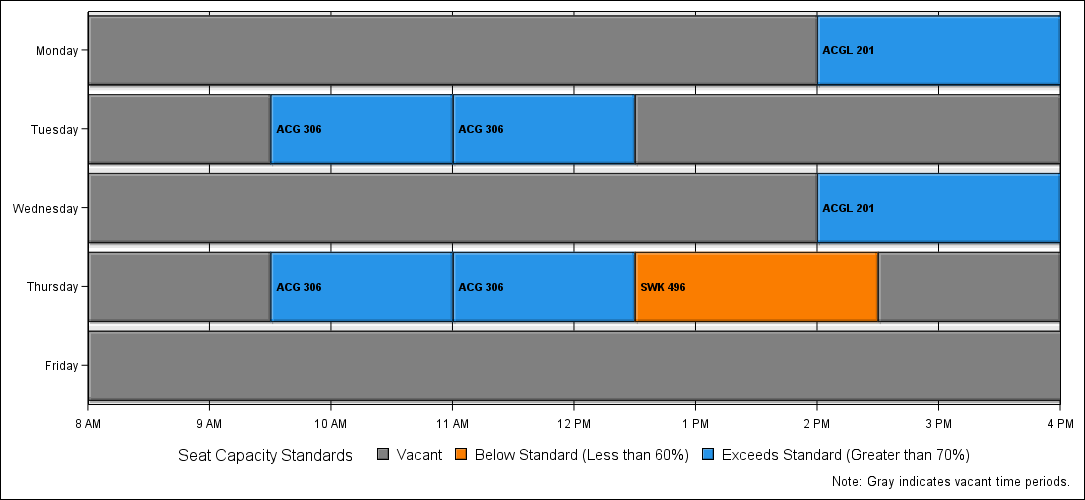 Monday
ACGL 201
Tuesday
ACG 306 ACG 306
Wednesday
ACGL 201
Thursday
ACG 306 ACG 306 SWK 496
Friday
8 AM 9 AM 10 AM 11 AM 12 PM 1 PM 2 PM 3 PM 4 PM
Seat Capacity Standards Vacant Below Standard (Less than 60%) Exceeds Standard (Greater than 70%)
Note: Gray indicates vacant time periods.